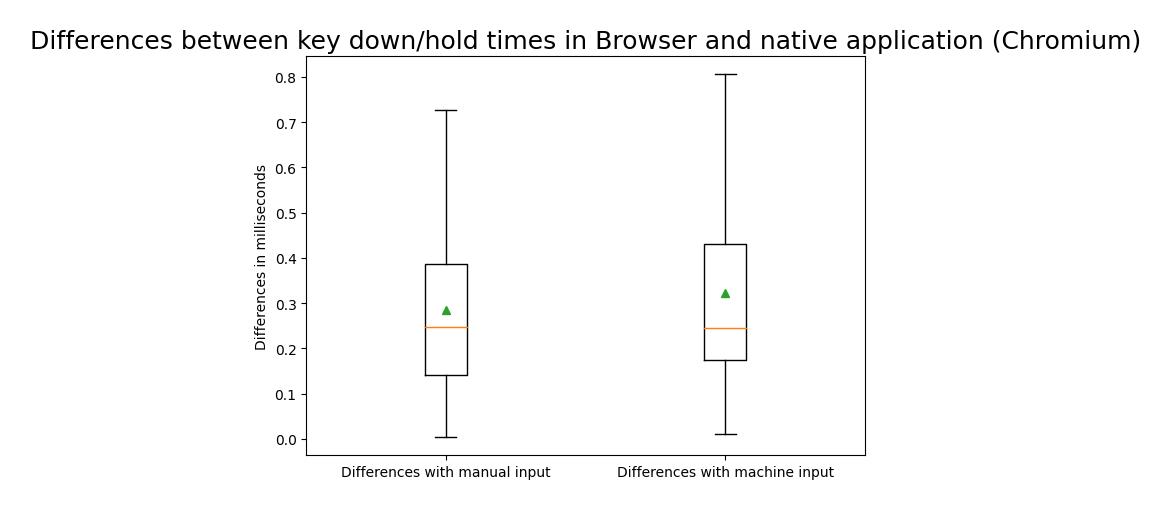 Differences between key down/hold times in Browser and native application (Chromium)
0.8
0.7
0.6
0.5
0.4
0.3
0.2
0.1
0.0
Differences in milliseconds
Differences with manual input
Differences with machine input